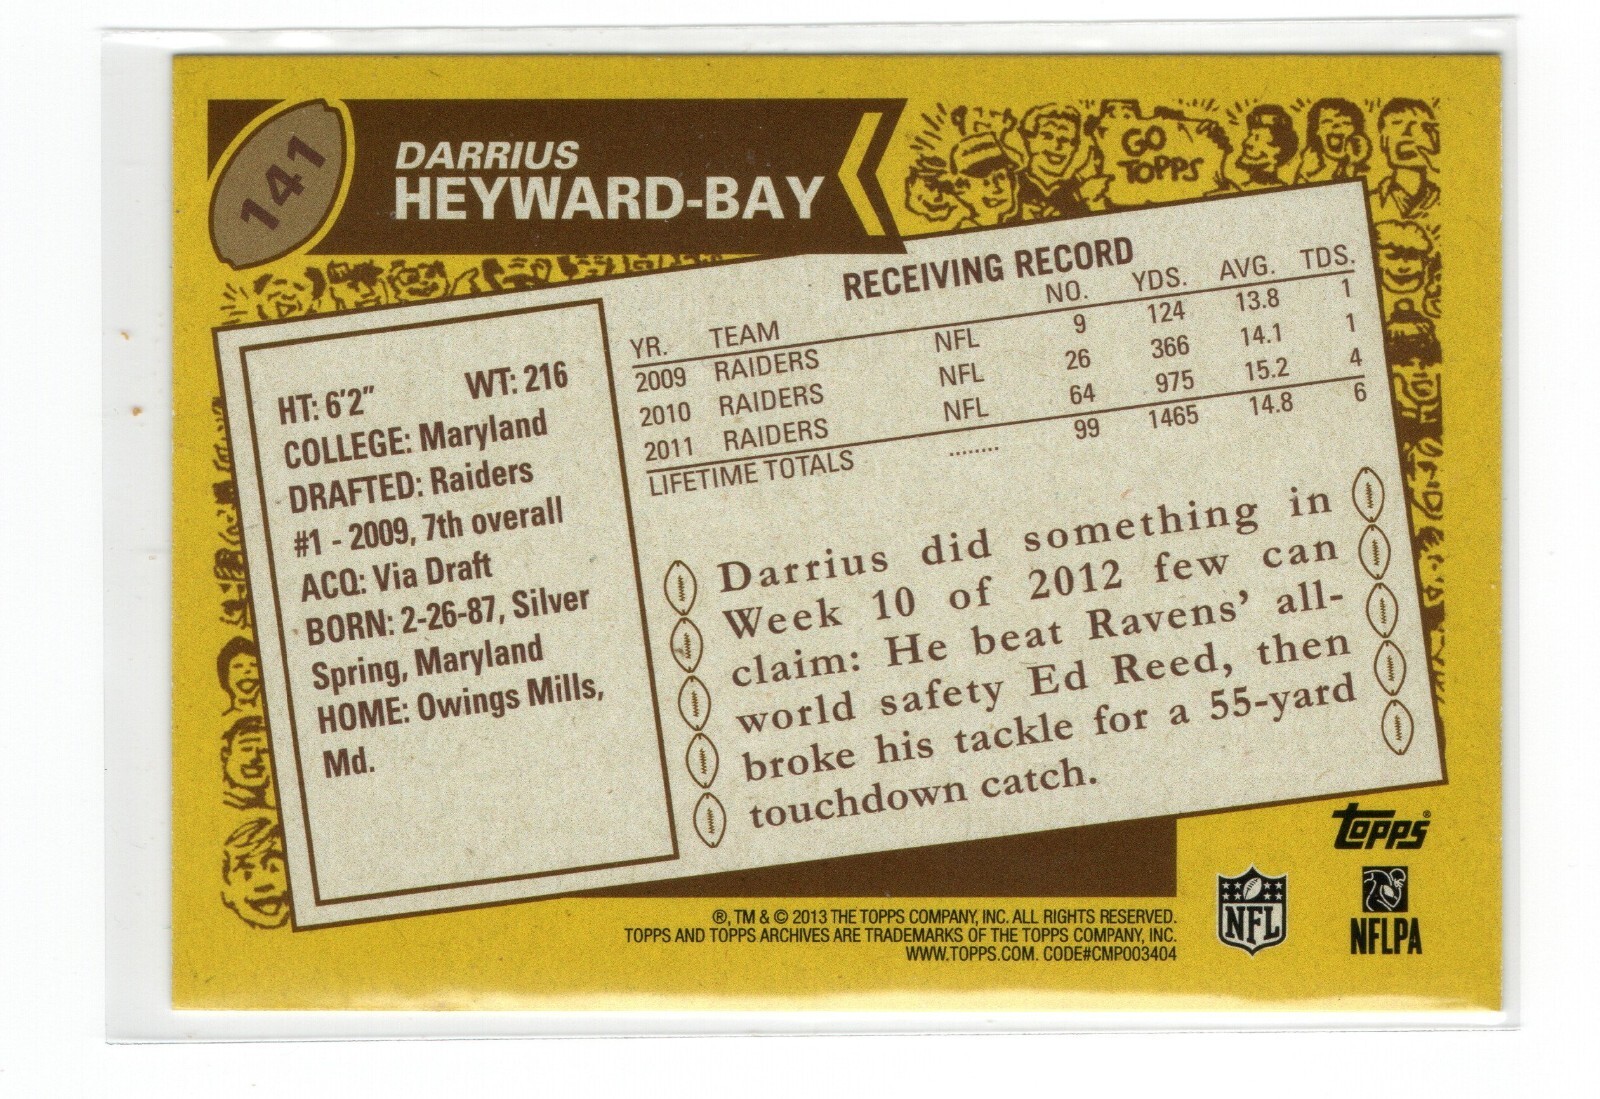 141
DARRIUS
HEYWARD-BAY
GO
TOPPS
RECEIVING RECORD
YR. TEAM NO. YDS. AVG. TDS.
2009 RAIDERS NFL 9 124 13.8 1
2010 RAIDERS NFL 26 366 14.1 1
2011 RAIDERS NFL 64 975 15.2 4
LIFETIME TOTALS ........ 99 1465 14.8 6
HT: 6'2" WT: 216
COLLEGE: Maryland
DRAFTED: Raiders
#1 - 2009, 7th overall
ACQ: Via Draft
BORN: 2-26-87, Silver
Spring, Maryland
HOME: Owings Mills,
Md.
Darrius did something in
Week 10 of 2012 few can
claim: He beat Ravens' all-
world safety Ed Reed, then
broke his tackle for a 55-yard
touchdown catch.
topps®
®, TM & © 2013 THE TOPPS COMPANY, INC. ALL RIGHTS RESERVED.
TOPPS AND TOPPS ARCHIVES ARE TRADEMARKS OF THE TOPPS COMPANY, INC.
WWW.TOPPS.COM. CODE#CMP003404
NFL
NFLPA